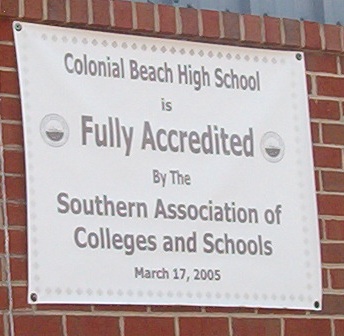 Colonial Beach High School
is
Fully Accredited
By The
Southern Association of
Colleges and Schools
March 17, 2005